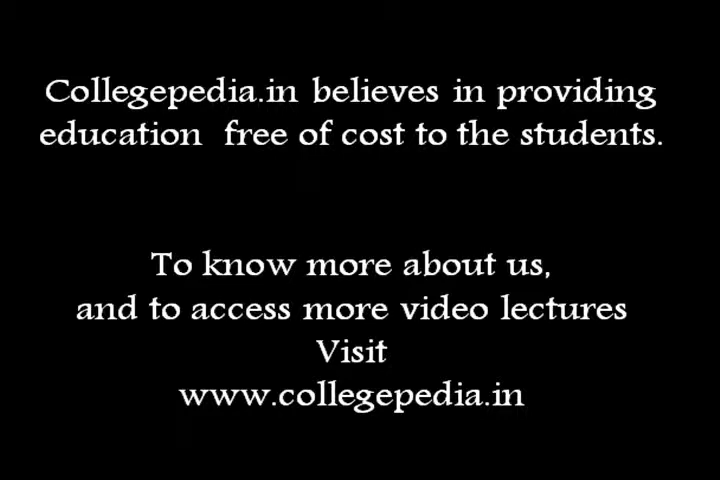 Collegepedia.in believes in providing
education free of cost to the students.
To know more about us,
and to access more video lectures
Visit
www.collegepedia.in